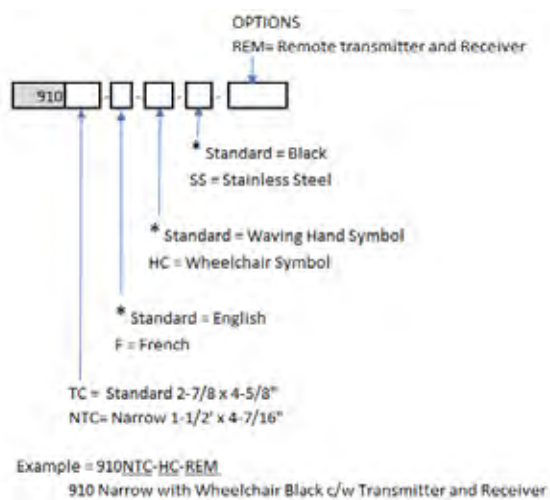 OPTIONS
REM= Remote transmitter and Receiver
910 - - - -
* Standard = Black
SS = Stainless Steel
* Standard = Waving Hand Symbol
HC = Wheelchair Symbol
* Standard = English
F = French
TC = Standard 2-7/8 x 4-5/8"
NTC= Narrow 1-1/2' x 4-7/16"
Example = 910NTC-HC-REM
910 Narrow with Wheelchair Black c/w Transmitter and Receiver